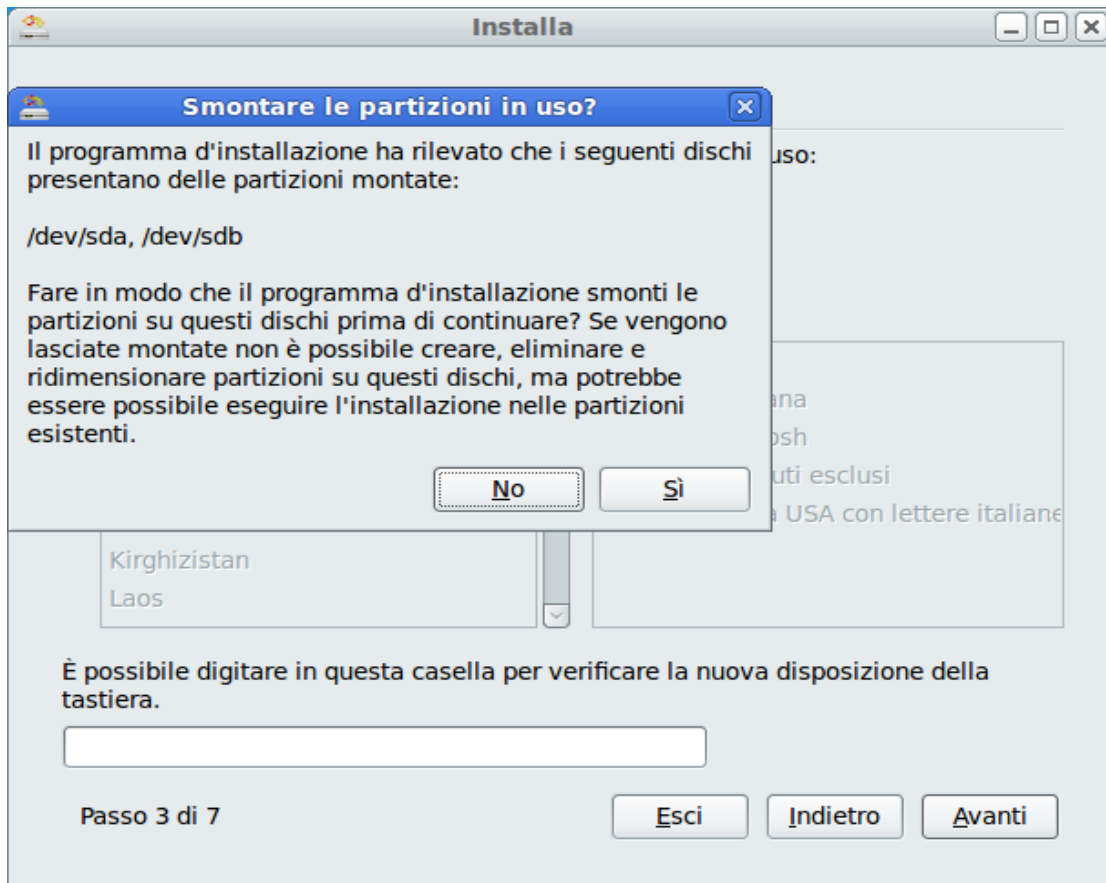 Installa
Smontare le partizioni in uso?
Il programma d'installazione ha rilevato che i seguenti dischi
presentano delle partizioni montate:
/dev/sda, /dev/sdb
Fare in modo che il programma d'installazione smonti le
partizioni su questi dischi prima di continuare? Se vengono
lasciate montate non è possibile creare, eliminare e
ridimensionare partizioni su questi dischi, ma potrebbe
essere possibile eseguire l'installazione nelle partizioni
esistenti.
No
Sì
uso:
uti esclusi
USA con lettere italiane
Kirghizistan
Laos
È possibile digitare in questa casella per verificare la nuova disposizione della
tastiera.
Passo 3 di 7
Esci
Indietro
Avanti